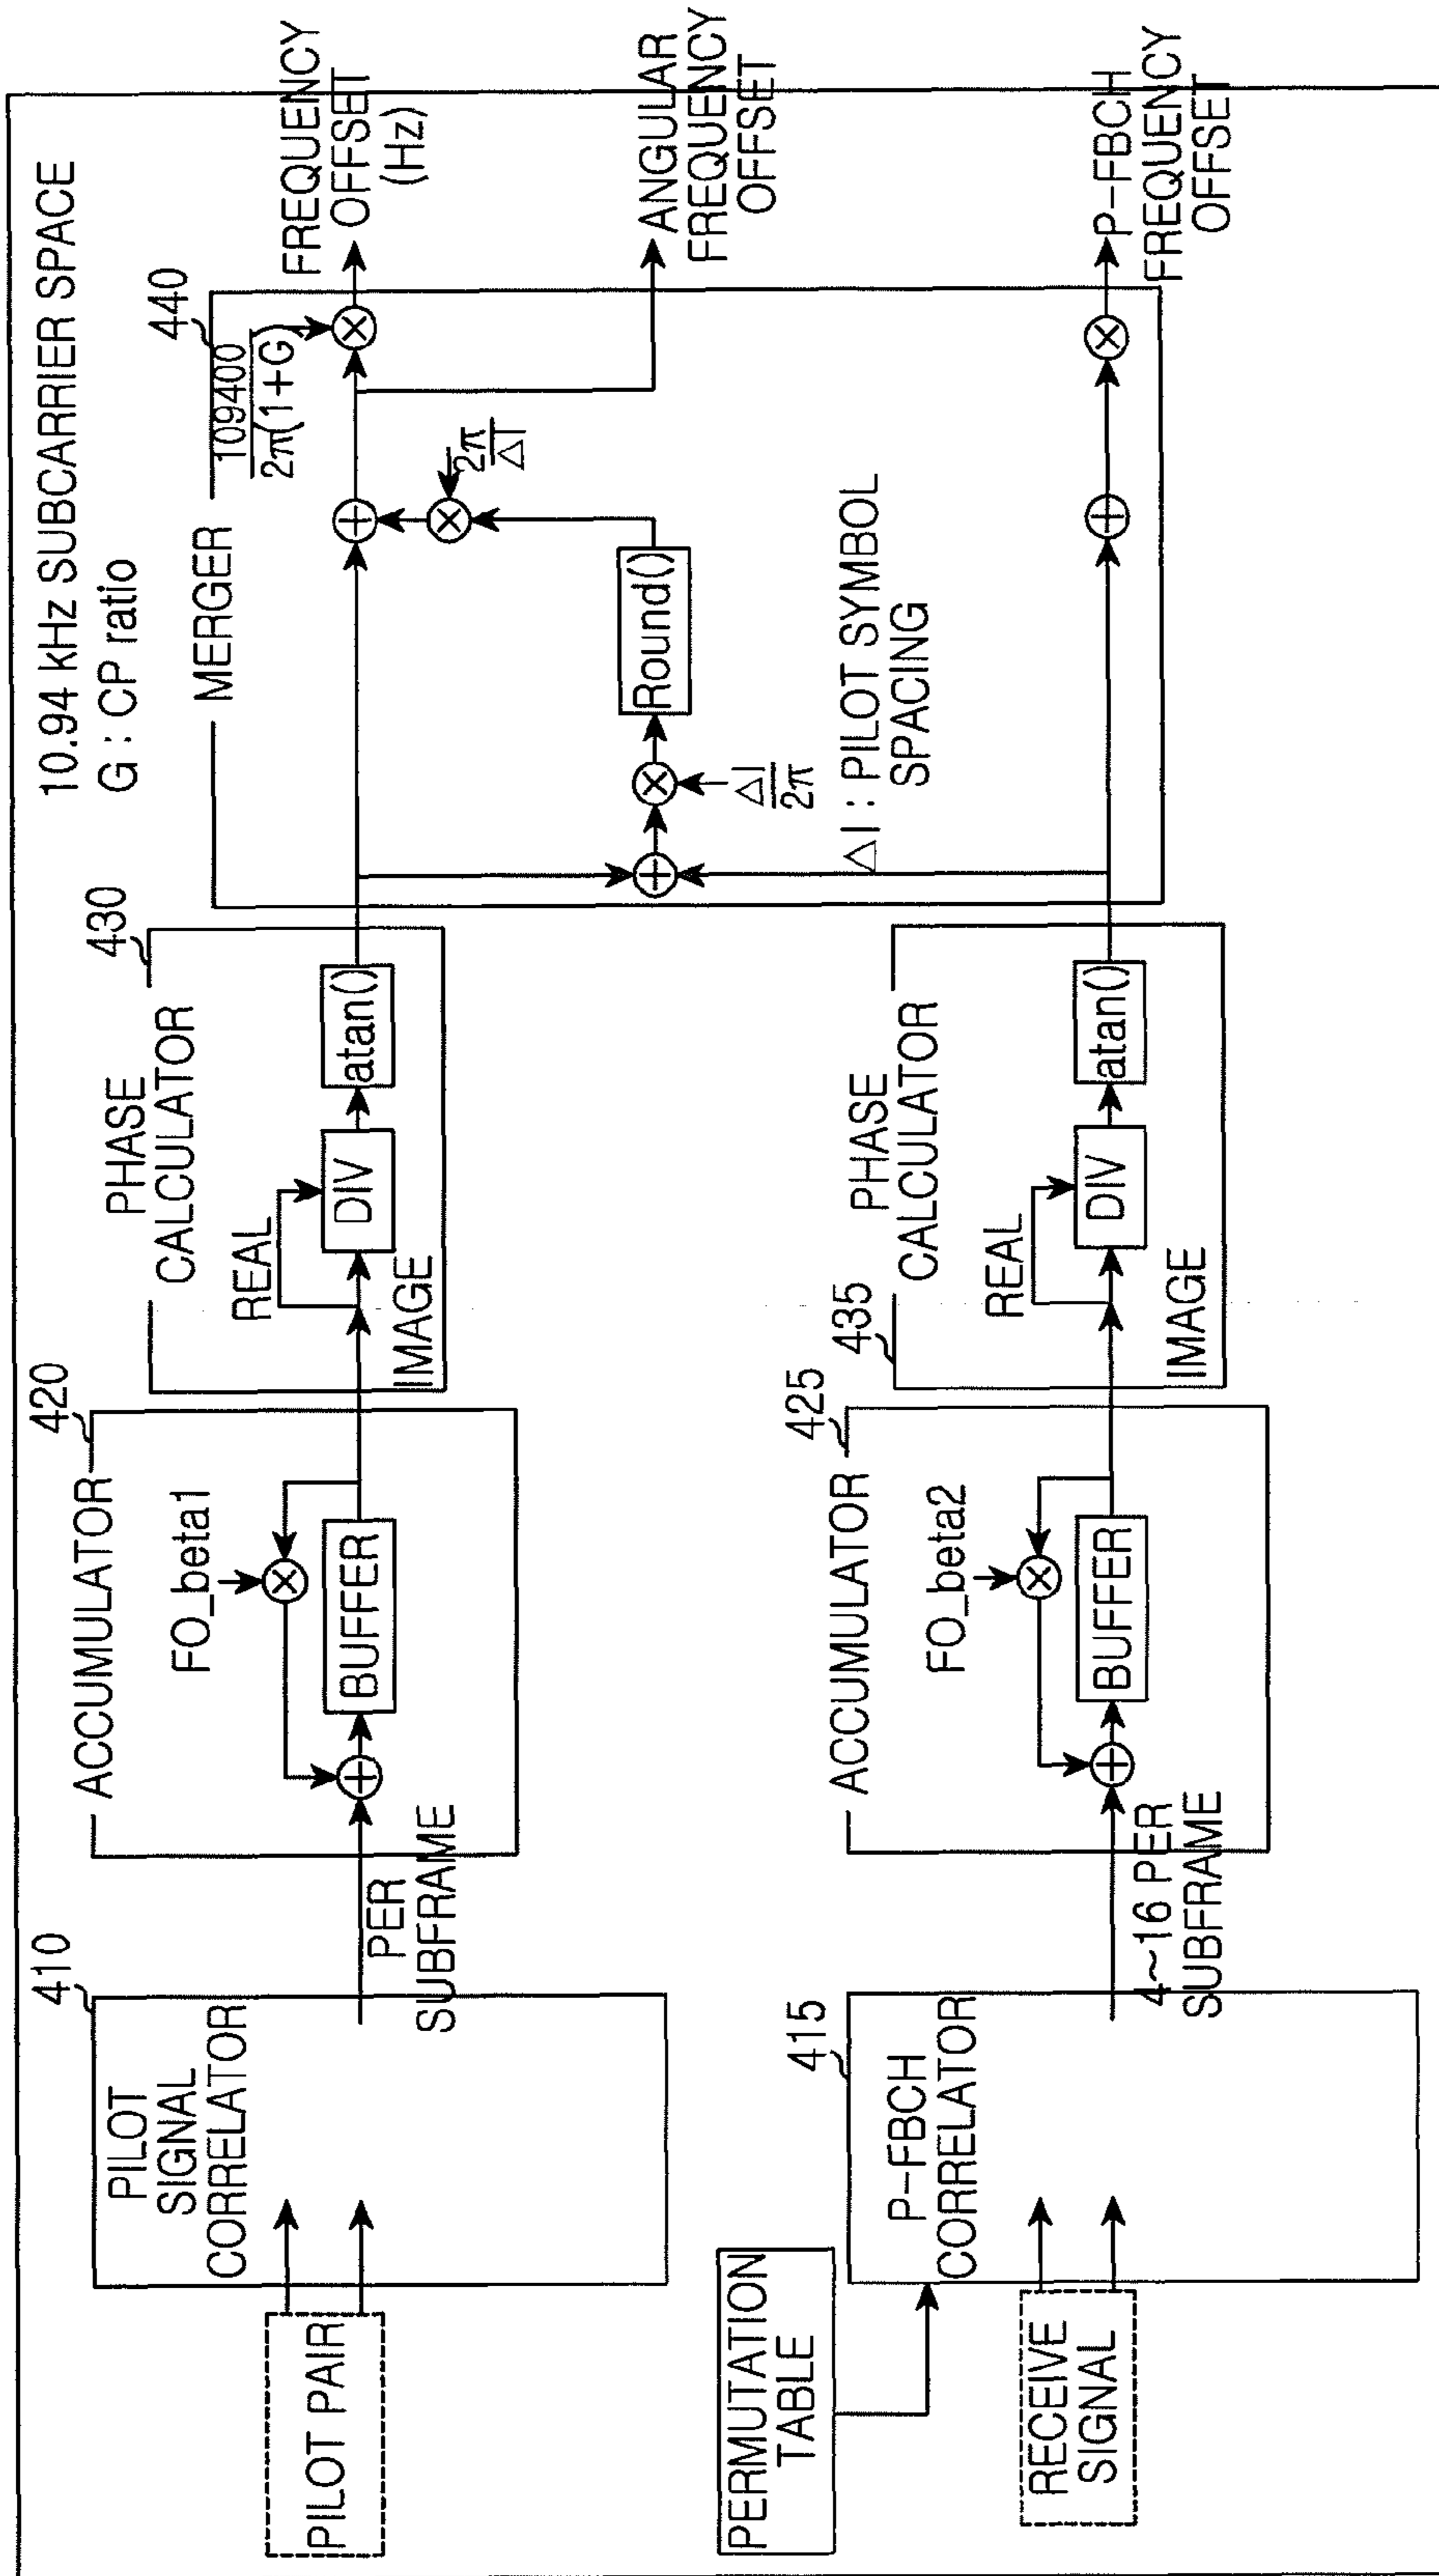 10.94 kHz SUBCARRIER SPACE
G : CP ratio
PILOT PAIR
410
PILOT
SIGNAL
CORRELATOR
PER
SUBFRAME
420
ACCUMULATOR
FO_beta1
BUFFER
430
PHASE
CALCULATOR
REAL
DIV
atan()
IMAGE
440
MERGER
109400
2π(1+G)
2π
△l
Round()
△l
2π
△l : PILOT SYMBOL
SPACING
FREQUENCY
OFFSET
(Hz)
ANGULAR
FREQUENCY
OFFSET
PERMUTATION
TABLE
RECEIVE
SIGNAL
415
P-FBCH
CORRELATOR
4~16 PER
SUBFRAME
425
ACCUMULATOR
FO_beta2
BUFFER
435
PHASE
CALCULATOR
REAL
DIV
atan()
IMAGE
P-FBCH
FREQUENCY
OFFSET